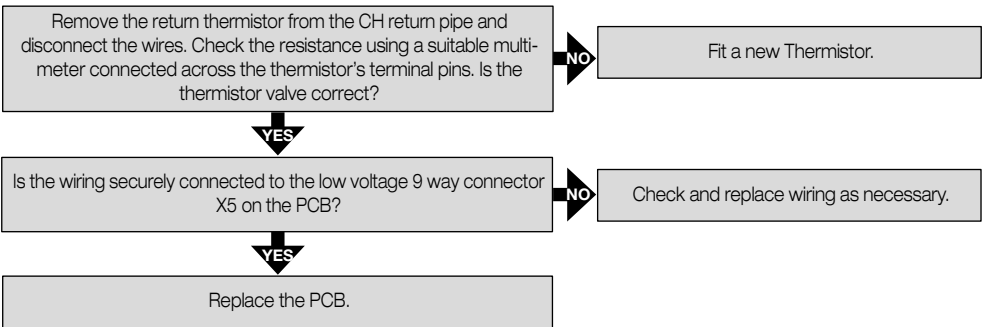 Remove the return thermistor from the CH return pipe and
disconnect the wires. Check the resistance using a suitable multi-
meter connected across the thermistor's terminal pins. Is the
thermistor valve correct?
NO
Fit a new Thermistor.
YES
Is the wiring securely connected to the low voltage 9 way connector
X5 on the PCB?
NO
Check and replace wiring as necessary.
YES
Replace the PCB.